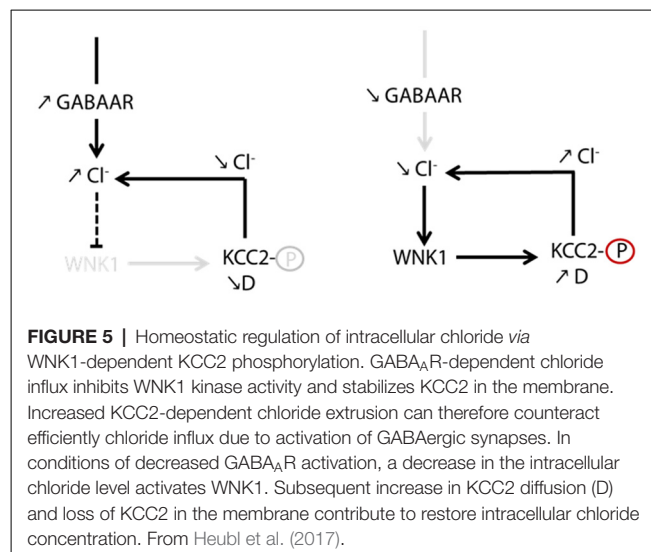 ↗ GABAAR ↘ GABAAR
↘ Cl- ↗ Cl-
↗ Cl- ↘ Cl-
WNK1 KCC2-P WNK1 KCC2-P
↘D ↗ D
FIGURE 5 | Homeostatic regulation of intracellular chloride via
WNK1-dependent KCC2 phosphorylation. GABAAR-dependent chloride
influx inhibits WNK1 kinase activity and stabilizes KCC2 in the membrane.
Increased KCC2-dependent chloride extrusion can therefore counteract
efficiently chloride influx due to activation of GABAergic synapses. In
conditions of decreased GABAAR activation, a decrease in the intracellular
chloride level activates WNK1. Subsequent increase in KCC2 diffusion (D)
and loss of KCC2 in the membrane contribute to restore intracellular chloride
concentration. From Heubl et al. (2017).